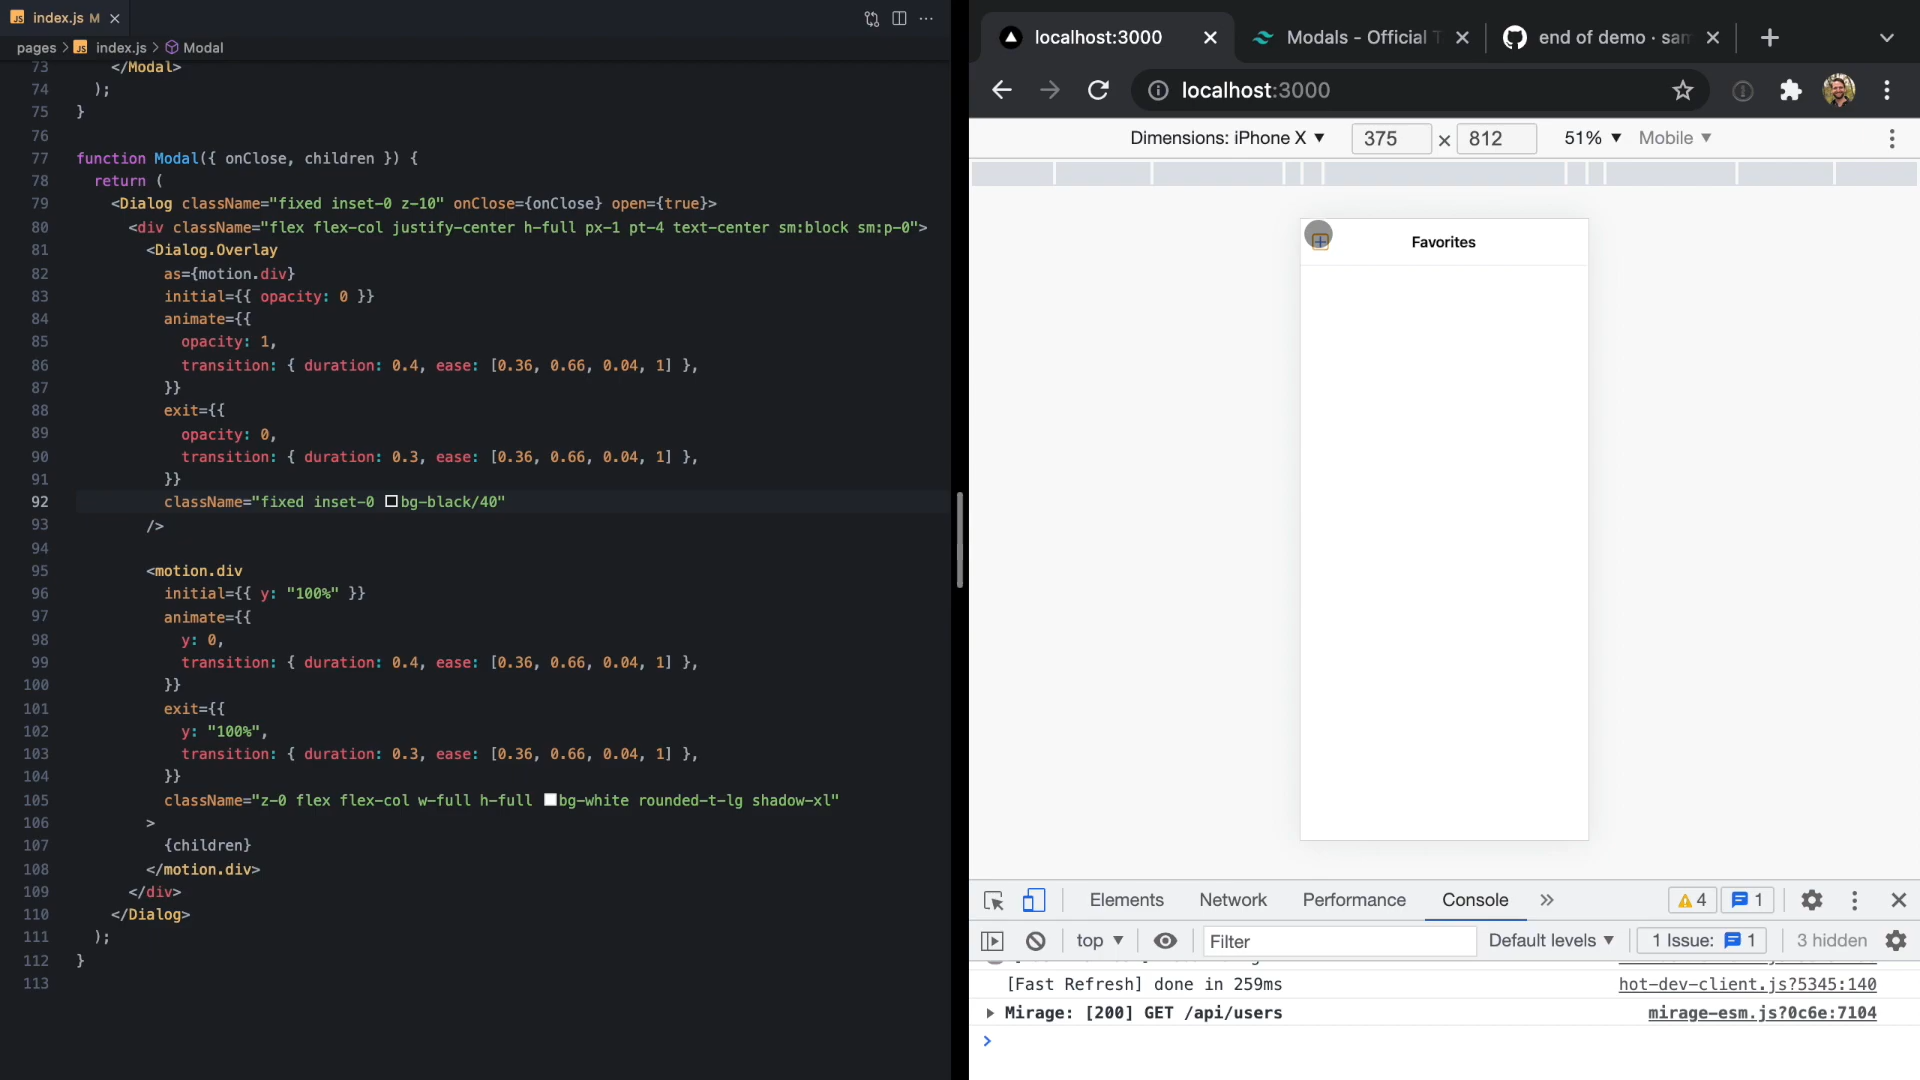 index.js M
pages > index.js > Modal
73 </Modal>
74 );
75 }
76
77 function Modal({ onClose, children }) {
78 return (
79 <Dialog className="fixed inset-0 z-10" onClose={onClose} open={true}>
80 <div className="flex flex-col justify-center h-full px-1 pt-4 text-center sm:block sm:p-0">
81 <Dialog.Overlay
82 as={motion.div}
83 initial={{ opacity: 0 }}
84 animate={{
85 opacity: 1,
86 transition: { duration: 0.4, ease: [0.36, 0.66, 0.04, 1] },
87 }}
88 exit={{
89 opacity: 0,
90 transition: { duration: 0.3, ease: [0.36, 0.66, 0.04, 1] },
91 }}
92 className="fixed inset-0 bg-black/40"
93 />
94
95 <motion.div
96 initial={{ y: "100%" }}
97 animate={{
98 y: 0,
99 transition: { duration: 0.4, ease: [0.36, 0.66, 0.04, 1] },
100 }}
101 exit={{
102 y: "100%",
103 transition: { duration: 0.3, ease: [0.36, 0.66, 0.04, 1] },
104 }}
105 className="z-0 flex flex-col w-full h-full bg-white rounded-t-lg shadow-xl"
106 >
107 {children}
108 </motion.div>
109 </div>
110 </Dialog>
111 );
112 }
113
localhost:3000
Modals - Official
end of demo · sam
localhost:3000
Dimensions: iPhone X 375 × 812 51% Mobile
Favorites
Elements Network Performance Console 4 1
top Filter Default levels 1 Issue: 1 3 hidden
[Fast Refresh] done in 259ms hot-dev-client.js?5345:140
Mirage: [200] GET /api/users mirage-esm.js?0c6e:7104